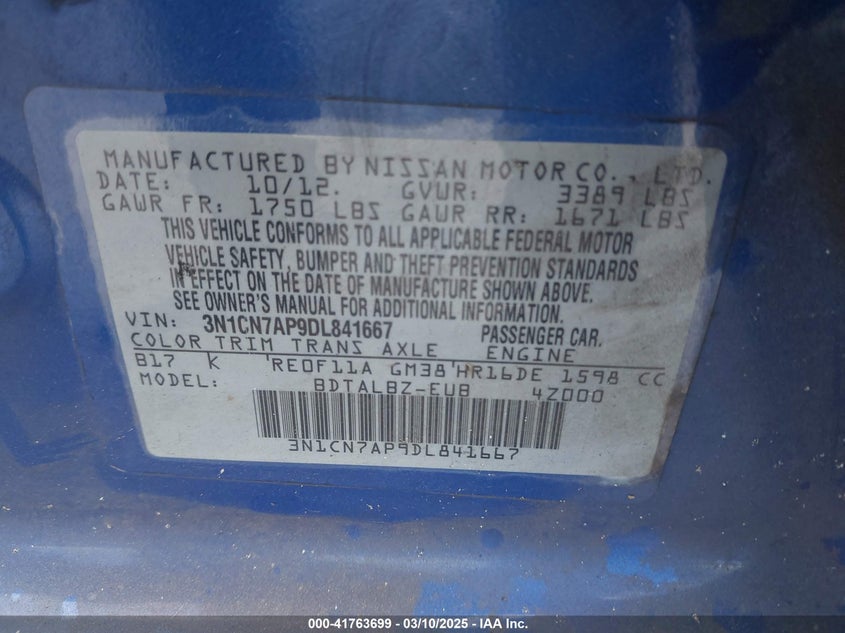 MANUFACTURED BY NISSAN MOTOR CO., LTD.
DATE: 10/12. GVWR: 3389 LBS
GAWR FR: 1750 LBS GAWR RR: 1671 LBS
THIS VEHICLE CONFORMS TO ALL APPLICABLE FEDERAL MOTOR
VEHICLE SAFETY, BUMPER AND THEFT PREVENTION STANDARDS
IN EFFECT ON THE DATE OF MANUFACTURE SHOWN ABOVE.
SEE OWNER'S MANUAL FOR ADDITIONAL INFORMATION.
VIN: 3N1CN7AP9DL841667 PASSENGER CAR.
COLOR TRIM TRANS AXLE ENGINE
B17 K 'RE0F11A GM38'HR16DE 1598 CC
MODEL: BDTALBZ-EUB 4Z000
3N1CN7AP9DL841667
000-41763699 - 03/10/2025 - IAA Inc.